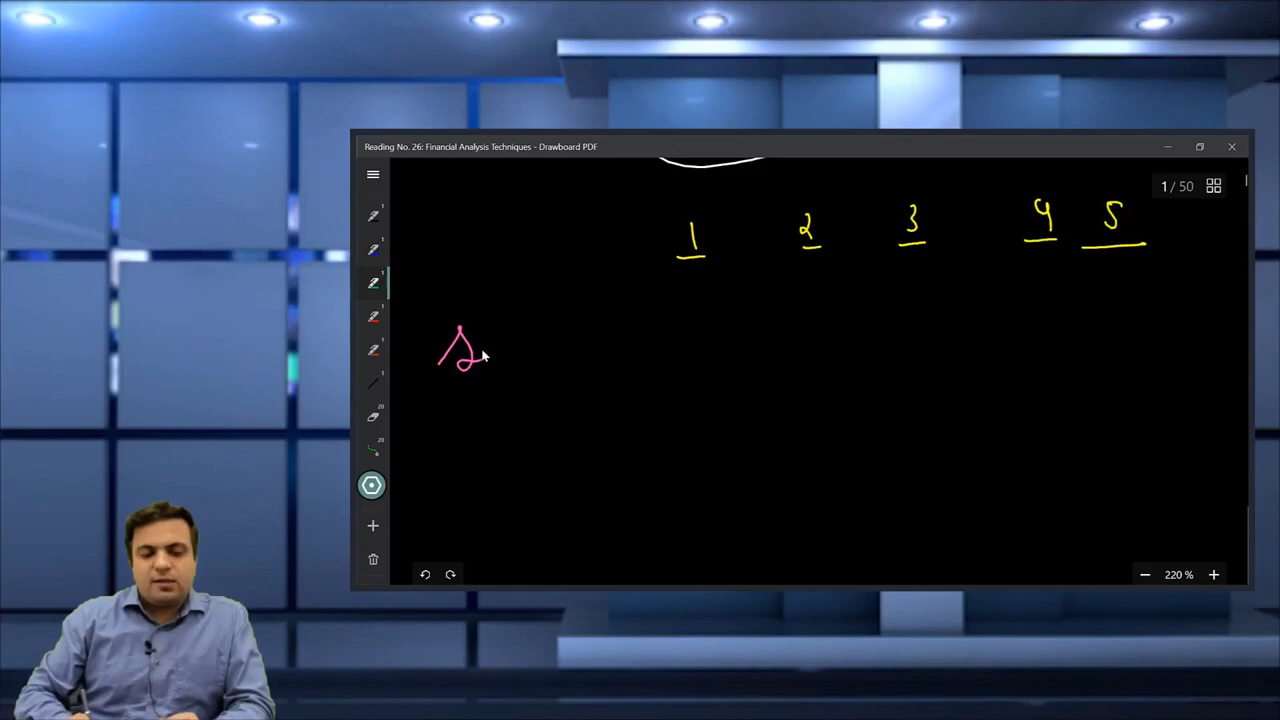 Reading No. 26: Financial Analysis Techniques - Drawboard PDF
1 / 50
1 2 3 4 5
S
220 %